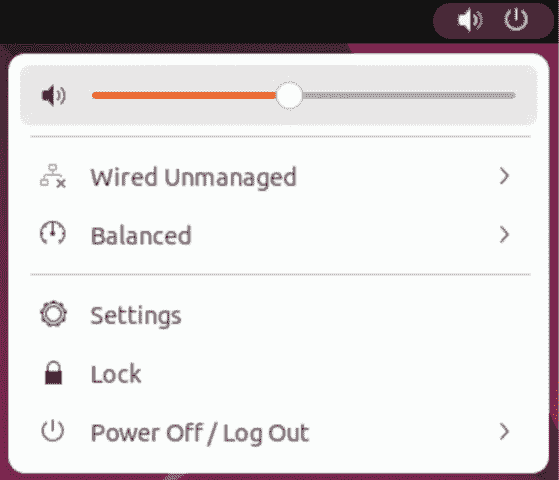 Wired Unmanaged
Balanced
Settings
Lock
Power Off / Log Out